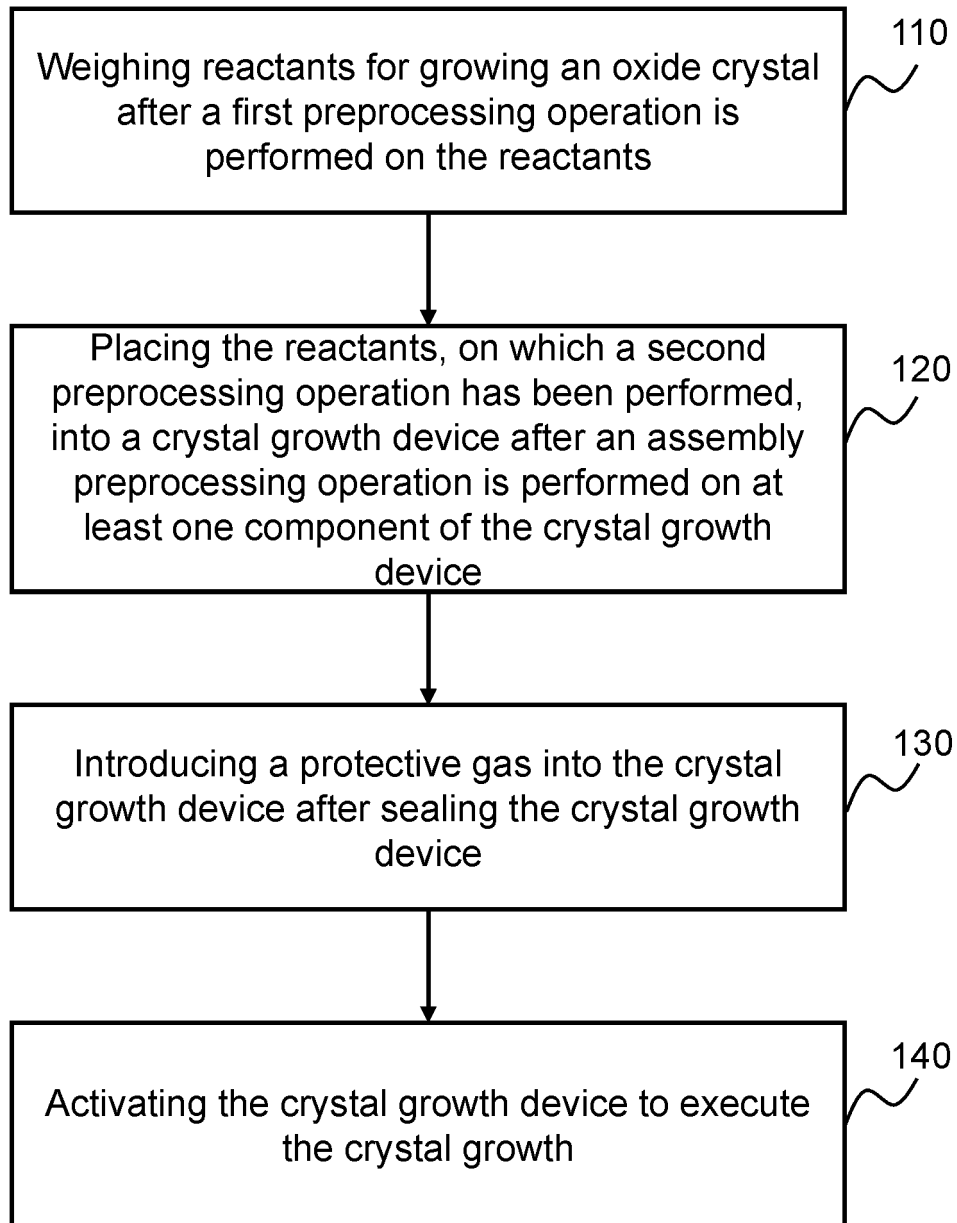 110
Weighing reactants for growing an oxide crystal
after a first preprocessing operation is
performed on the reactants
120
Placing the reactants, on which a second
preprocessing operation has been performed,
into a crystal growth device after an assembly
preprocessing operation is performed on at
least one component of the crystal growth
device
130
Introducing a protective gas into the crystal
growth device after sealing the crystal growth
device
140
Activating the crystal growth device to execute
the crystal growth